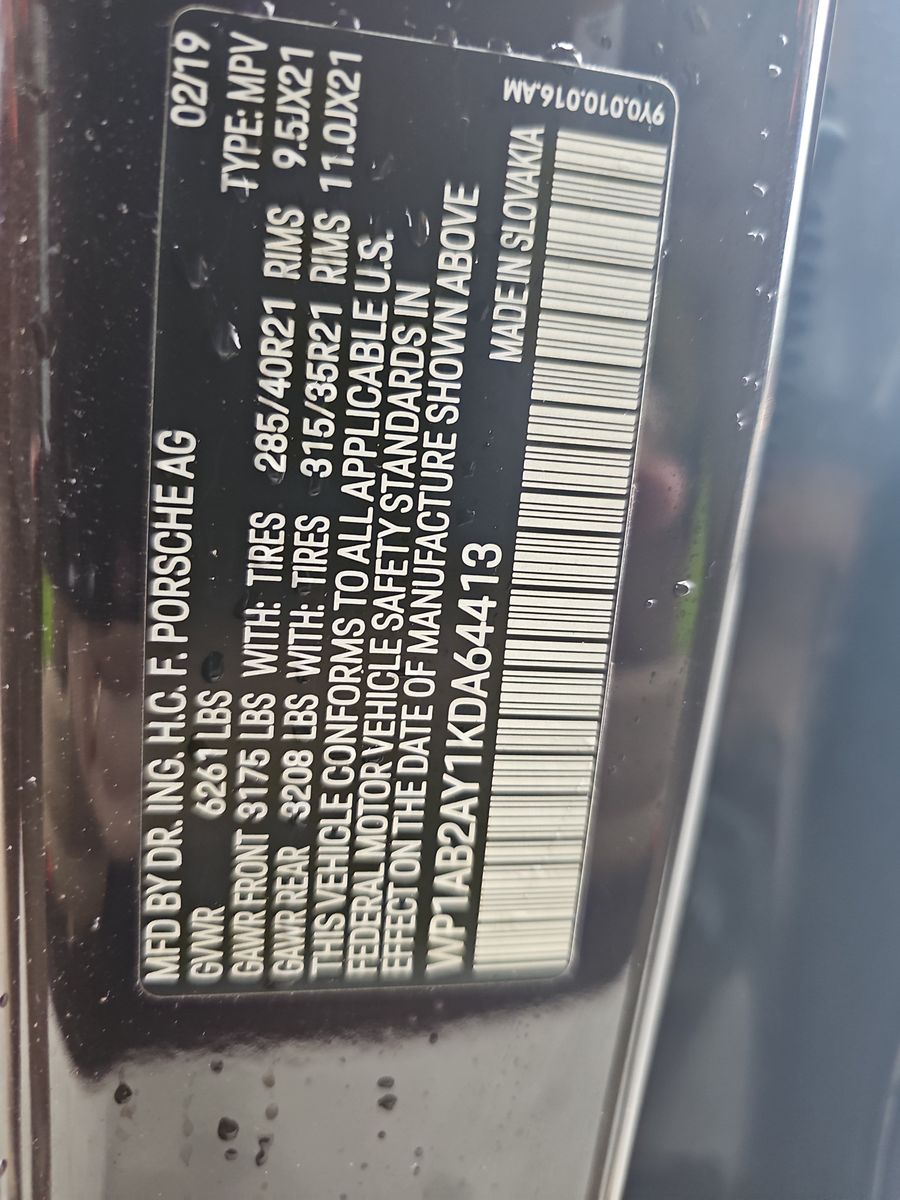 MFD BY DR. ING. H.C. F. PORSCHE AG 02/19
GVWR 6261 LBS TYPE: MPV
GAWR FRONT 3175 LBS WITH: TIRES 285/40R21 RIMS 9.5JX21
GAWR REAR 3208 LBS WITH: TIRES 315/35R21 RIMS 11.0JX21
THIS VEHICLE CONFORMS TO ALL APPLICABLE U.S.
FEDERAL MOTOR VEHICLE SAFETY STANDARDS IN
EFFECT ON THE DATE OF MANUFACTURE SHOWN ABOVE
WP1AB2AY1KDA64413
MADE IN SLOVAKIA
9Y0.010.016.AM